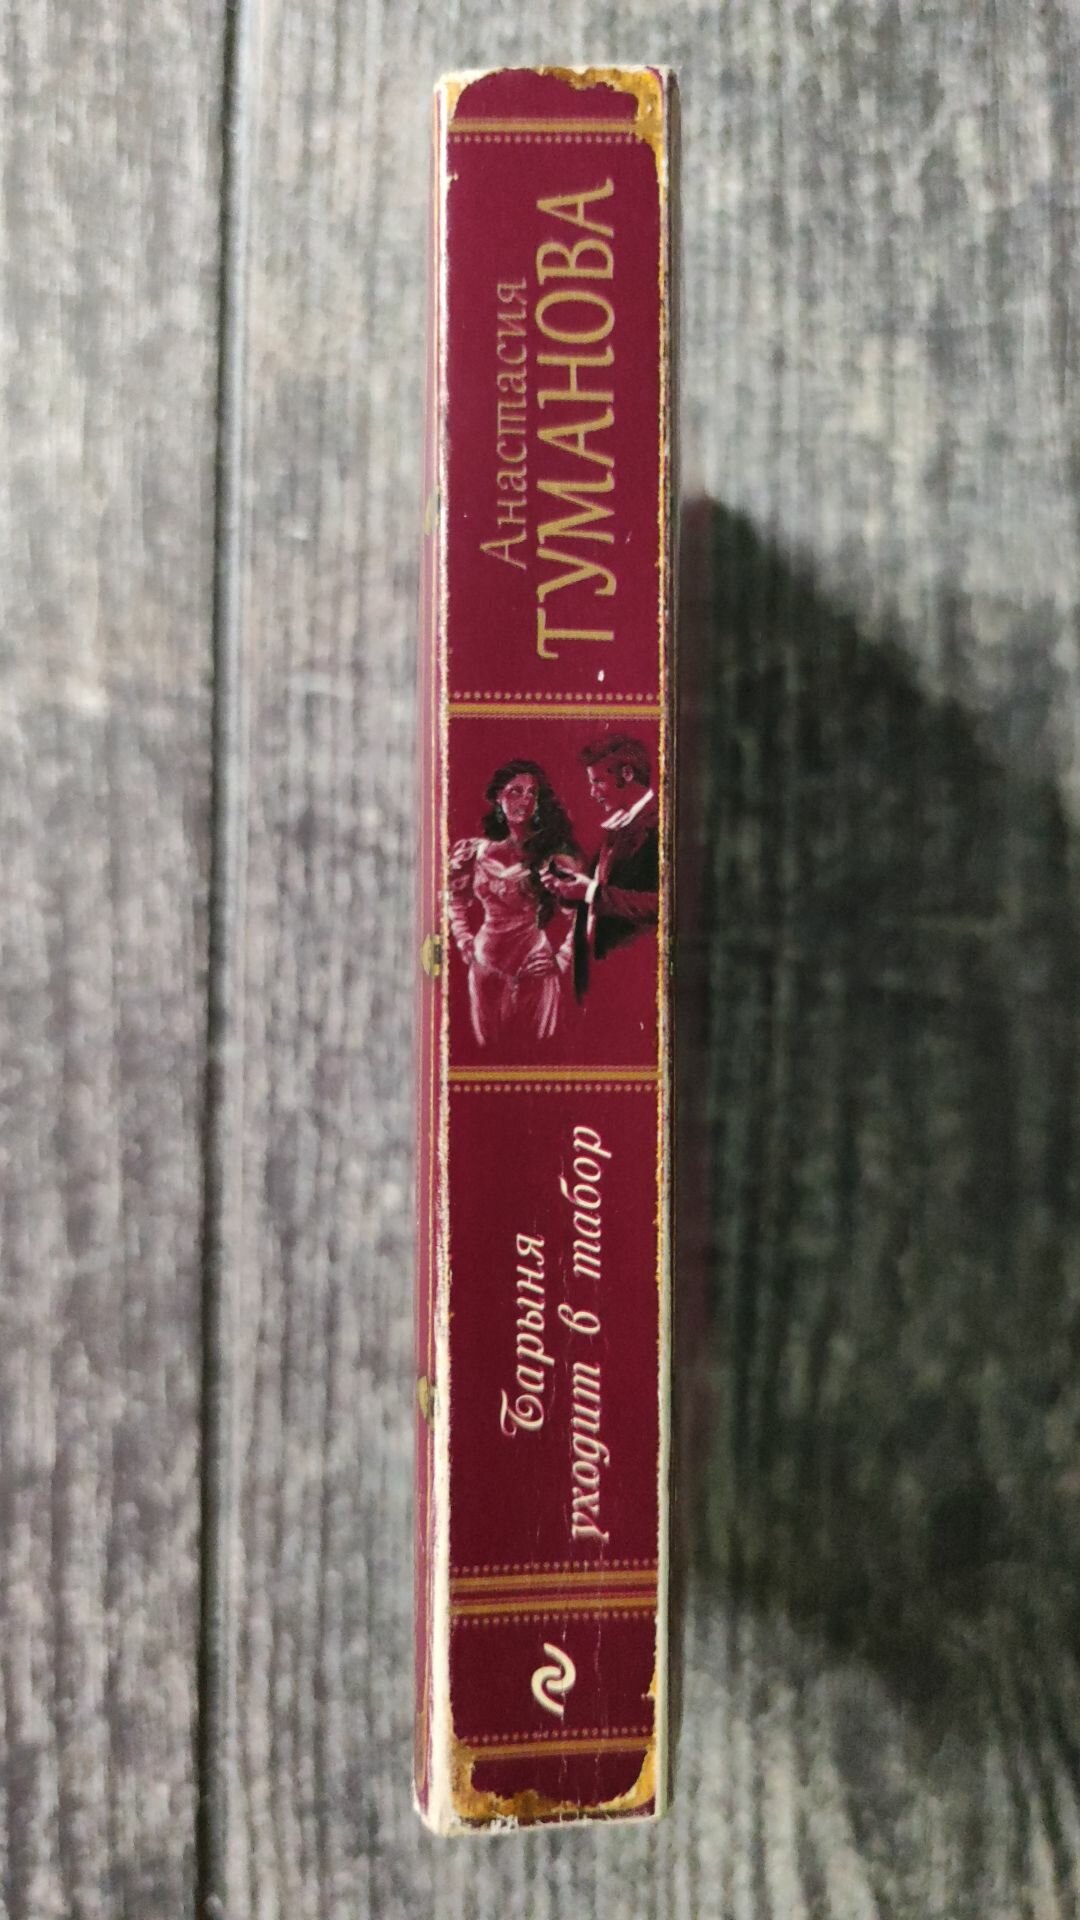 Анастасия
ТУМАНОВА
Барыня
уходит в табор